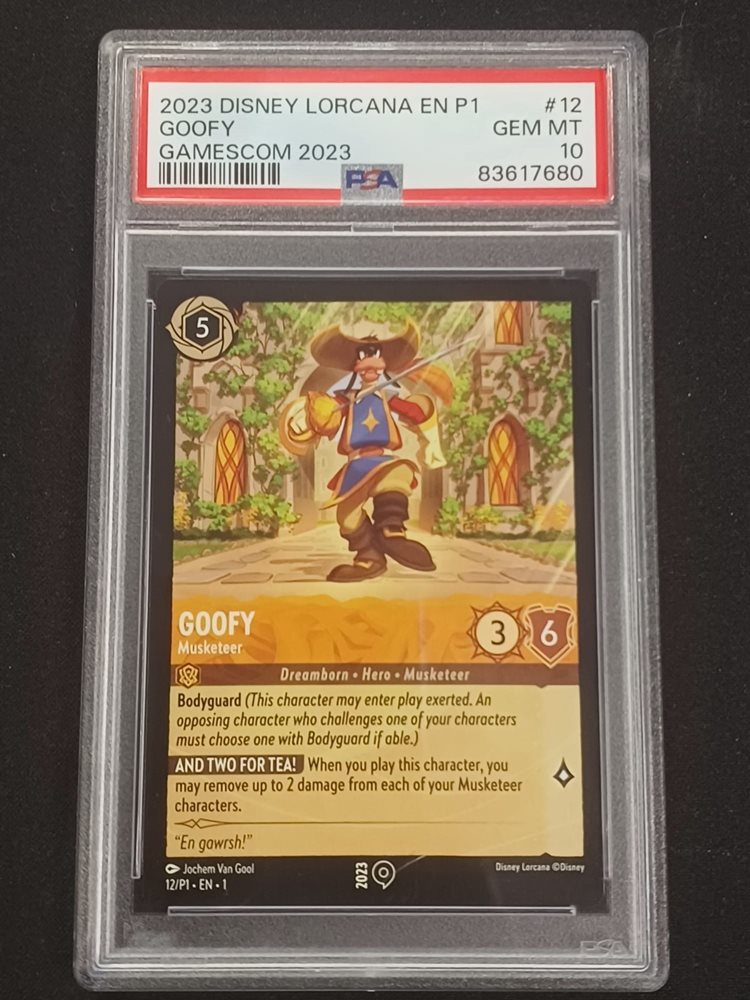 2023 DISNEY LORCANA EN P1 #12
GOOFY GEM MT
GAMESCOM 2023 10
PSA 83617680
5
GOOFY
Musketeer
3 6
Dreamborn • Hero • Musketeer
Bodyguard (This character may enter play exerted. An
opposing character who challenges one of your characters
must choose one with Bodyguard if able.)
AND TWO FOR TEA! When you play this character, you
may remove up to 2 damage from each of your Musketeer
characters.
“En gawrsh!”
Jochem Van Gool
12/P1 • EN • 1
2023
Disney Lorcana ©Disney
PSA